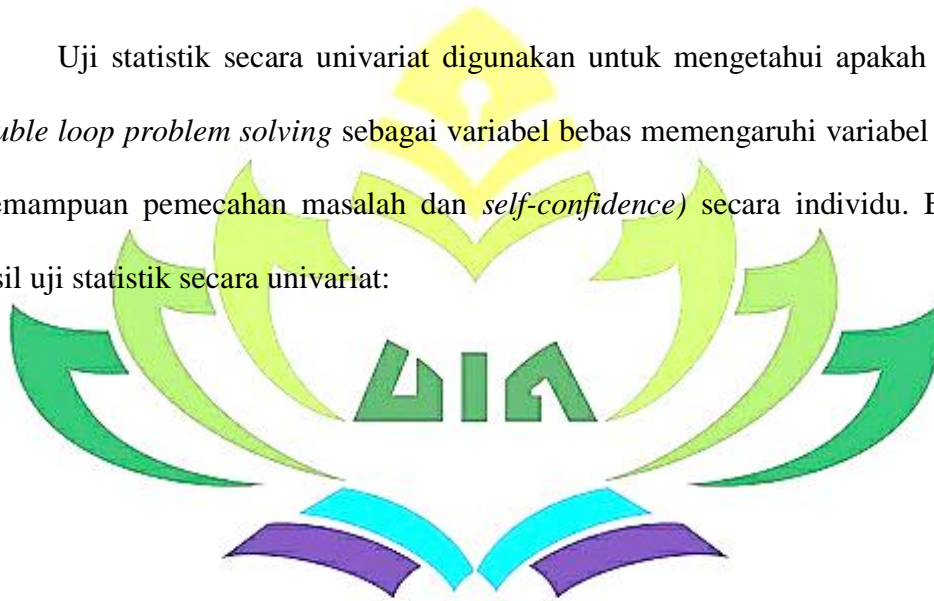 Uji statistik secara univariat digunakan untuk mengetahui apakah
uble loop problem solving sebagai variabel bebas memengaruhi variabel
emampuan pemecahan masalah dan self-confidence) secara individu.
sil uji statistik secara univariat:
UIN